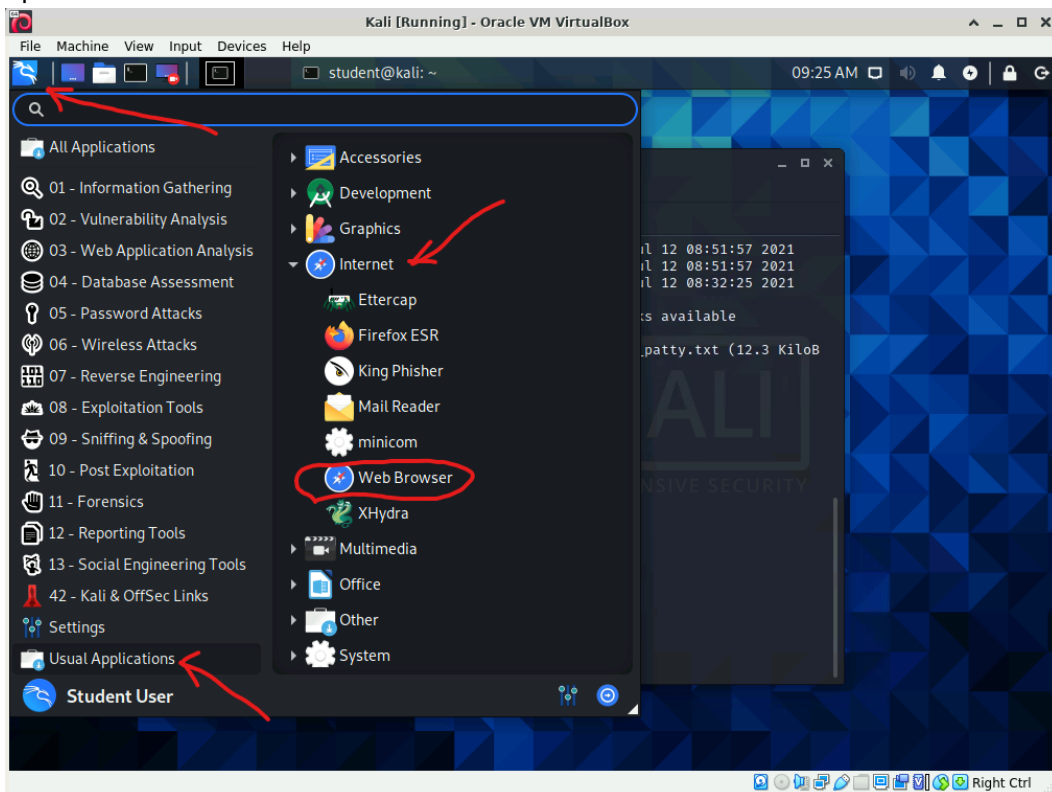 Kali [Running] - Oracle VM VirtualBox
File Machine View Input Devices Help
student@kali: ~
09:25 AM
All Applications
01 - Information Gathering
02 - Vulnerability Analysis
03 - Web Application Analysis
04 - Database Assessment
05 - Password Attacks
06 - Wireless Attacks
07 - Reverse Engineering
08 - Exploitation Tools
09 - Sniffing & Spoofing
10 - Post Exploitation
11 - Forensics
12 - Reporting Tools
13 - Social Engineering Tools
42 - Kali & OffSec Links
Settings
Usual Applications
Student User
Accessories
Development
Graphics
Internet
Ettercap
Firefox ESR
King Phisher
Mail Reader
minicom
Web Browser
XHydra
Multimedia
Office
Other
System
ul 12 08:51:57 2021
ul 12 08:51:57 2021
ul 12 08:32:25 2021
ks available
_patty.txt (12.3 KiloB
ALI
NSIVE SECURITY
Right Ctrl